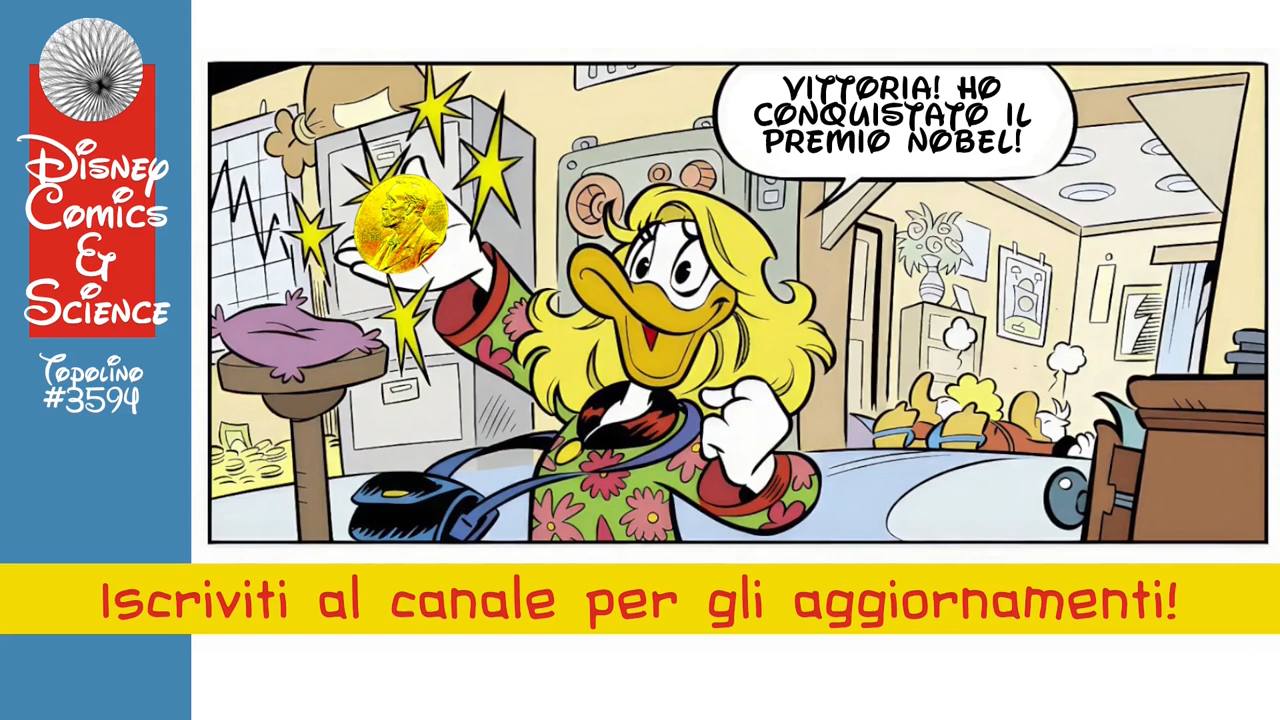 Disney
Comics
&
Science
Topolino
#3594
VITTORIA! HO
CONQUISTATO IL
PREMIO NOBEL!
Iscriviti al canale per gli aggiornamenti!